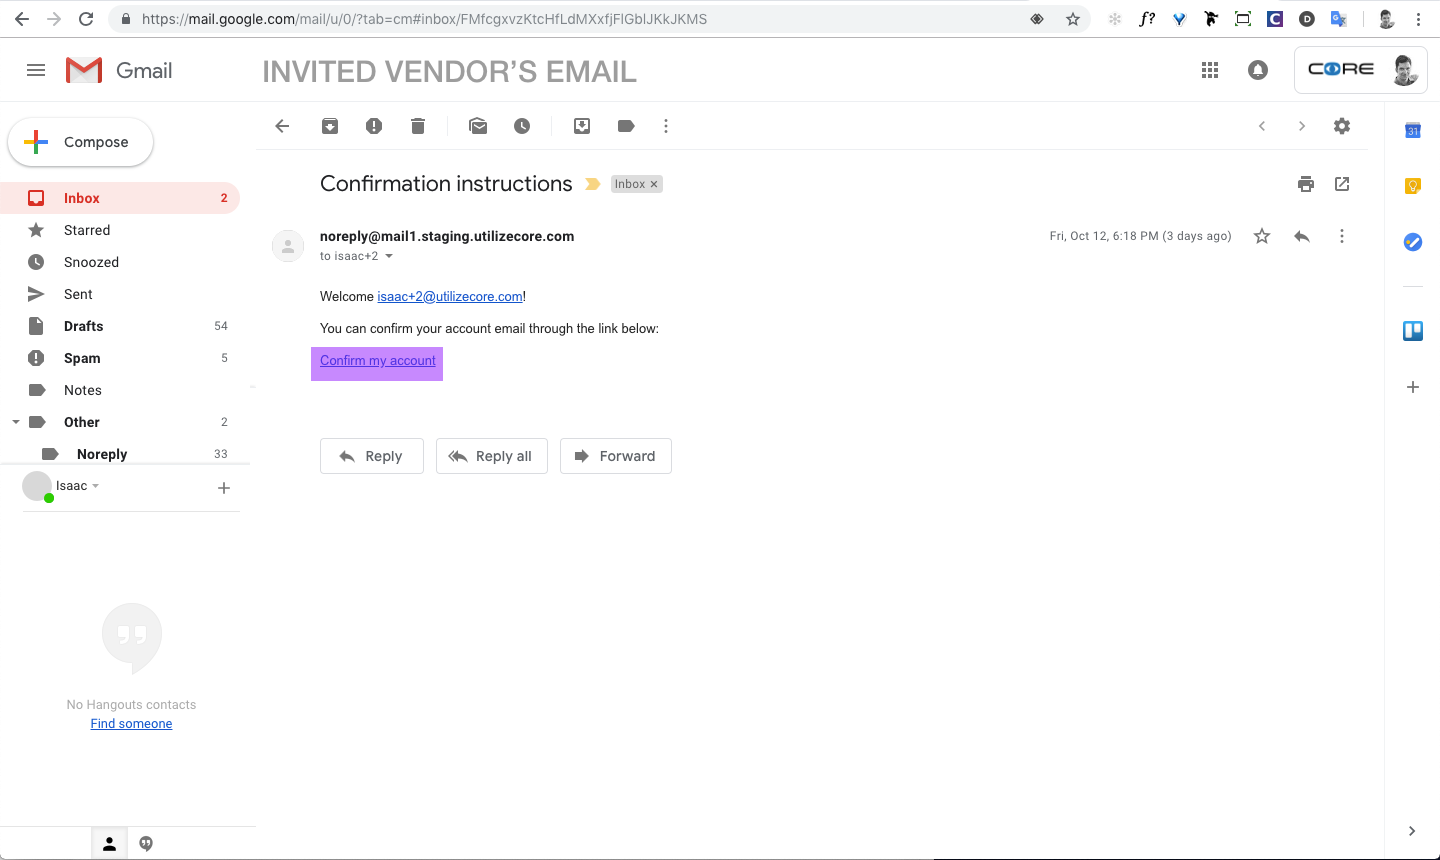 https://mail.google.com/mail/u/0/?tab=cm#inbox/FMfcgxvzKtcHfLdMXxfjFlGblJKkJKMS
f?
C
D
Gmail
INVITED VENDOR’S EMAIL
CORE
Compose
31
Confirmation instructions
Inbox ×
Inbox 2
noreply@mail1.staging.utilizecore.com
Fri, Oct 12, 6:18 PM (3 days ago)
Starred
to isaac+2
Snoozed
Sent
Welcome isaac+2@utilizecore.com!
Drafts 54
You can confirm your account email through the link below:
Spam 5
Confirm my account
Notes
Other 2
Noreply 33
Reply
Reply all
Forward
Isaac
No Hangouts contacts
Find someone